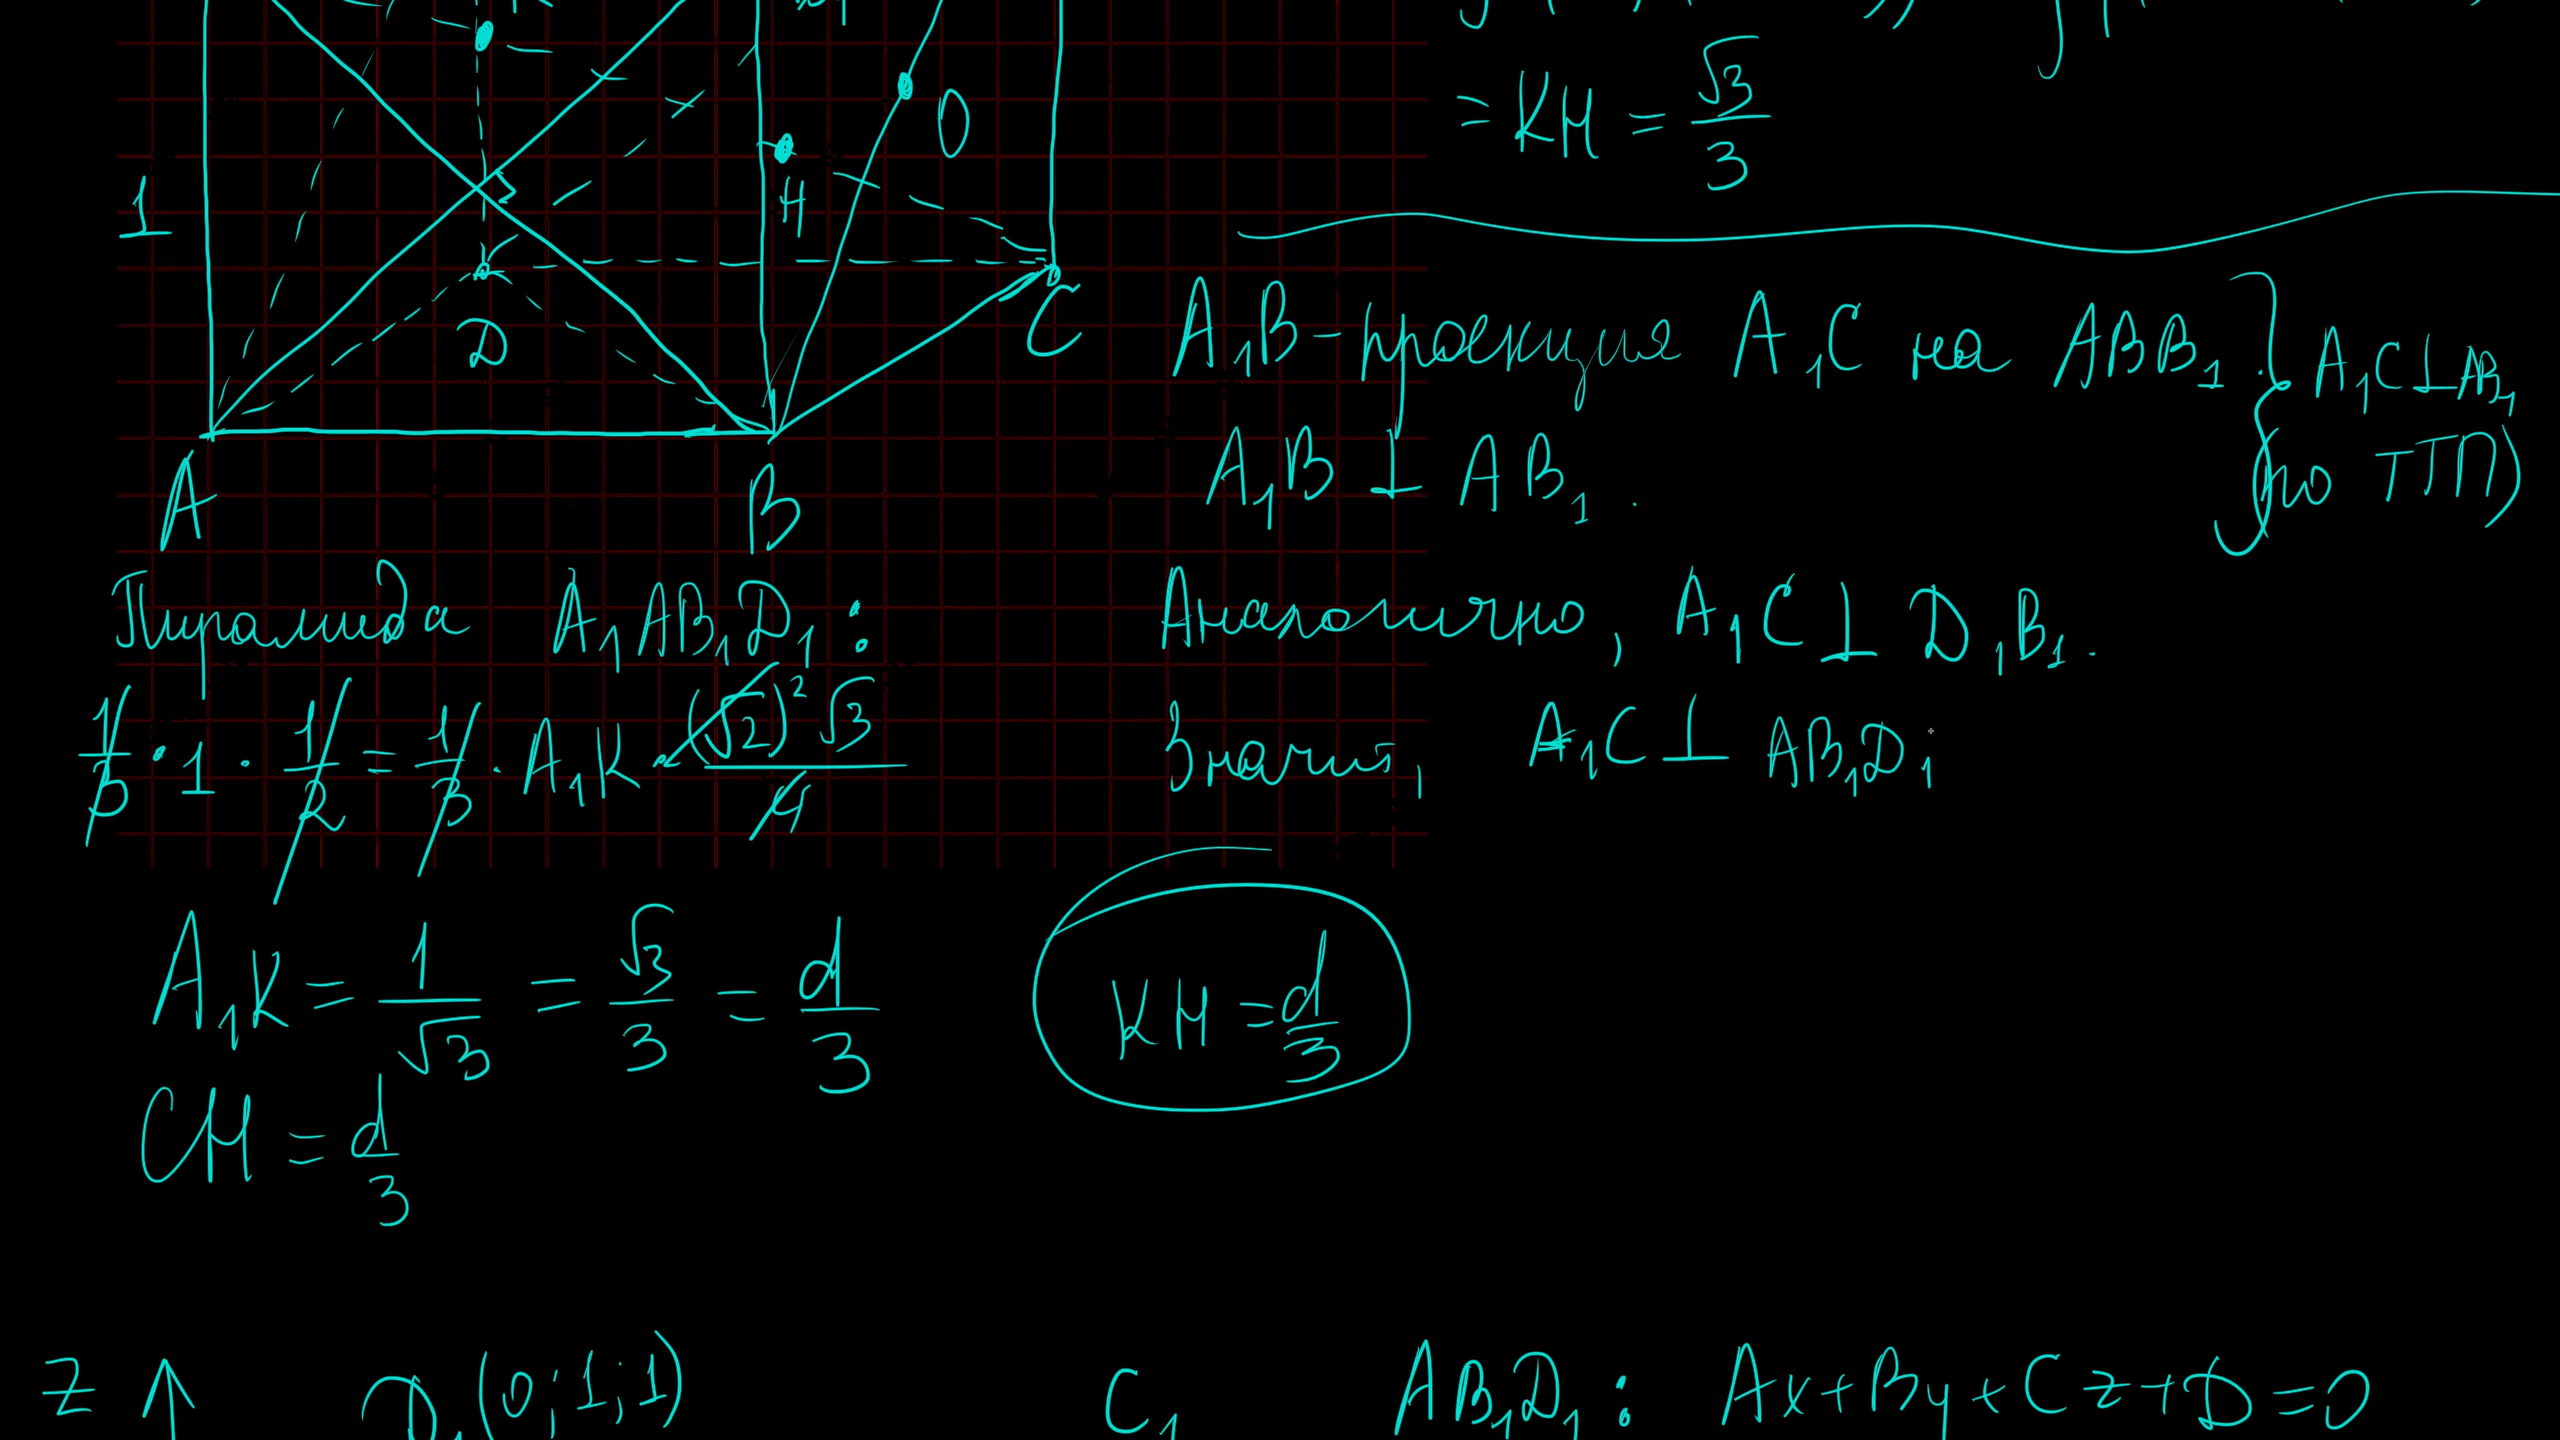 = KH = √3/3
1
O
H
D
C
A
B
A₁B - проекция A₁C на ABB₁. } A₁C ⊥ AB₁
A₁B ⊥ AB₁. (по ТТП)
Аналогично, A₁C ⊥ D₁B₁.
Значит, A₁C ⊥ AB₁D₁
Пирамида A₁AB₁D₁:
1/3 · 1 · 1/2 = 1/3 · A₁K · (√2)²√3/4
A₁K = 1/√3 = √3/3 = d/3
KH = d/3
CH = d/3
Z D₁(0;1;1)
C₁
AB₁D₁: Ax+By+Cz+D=0